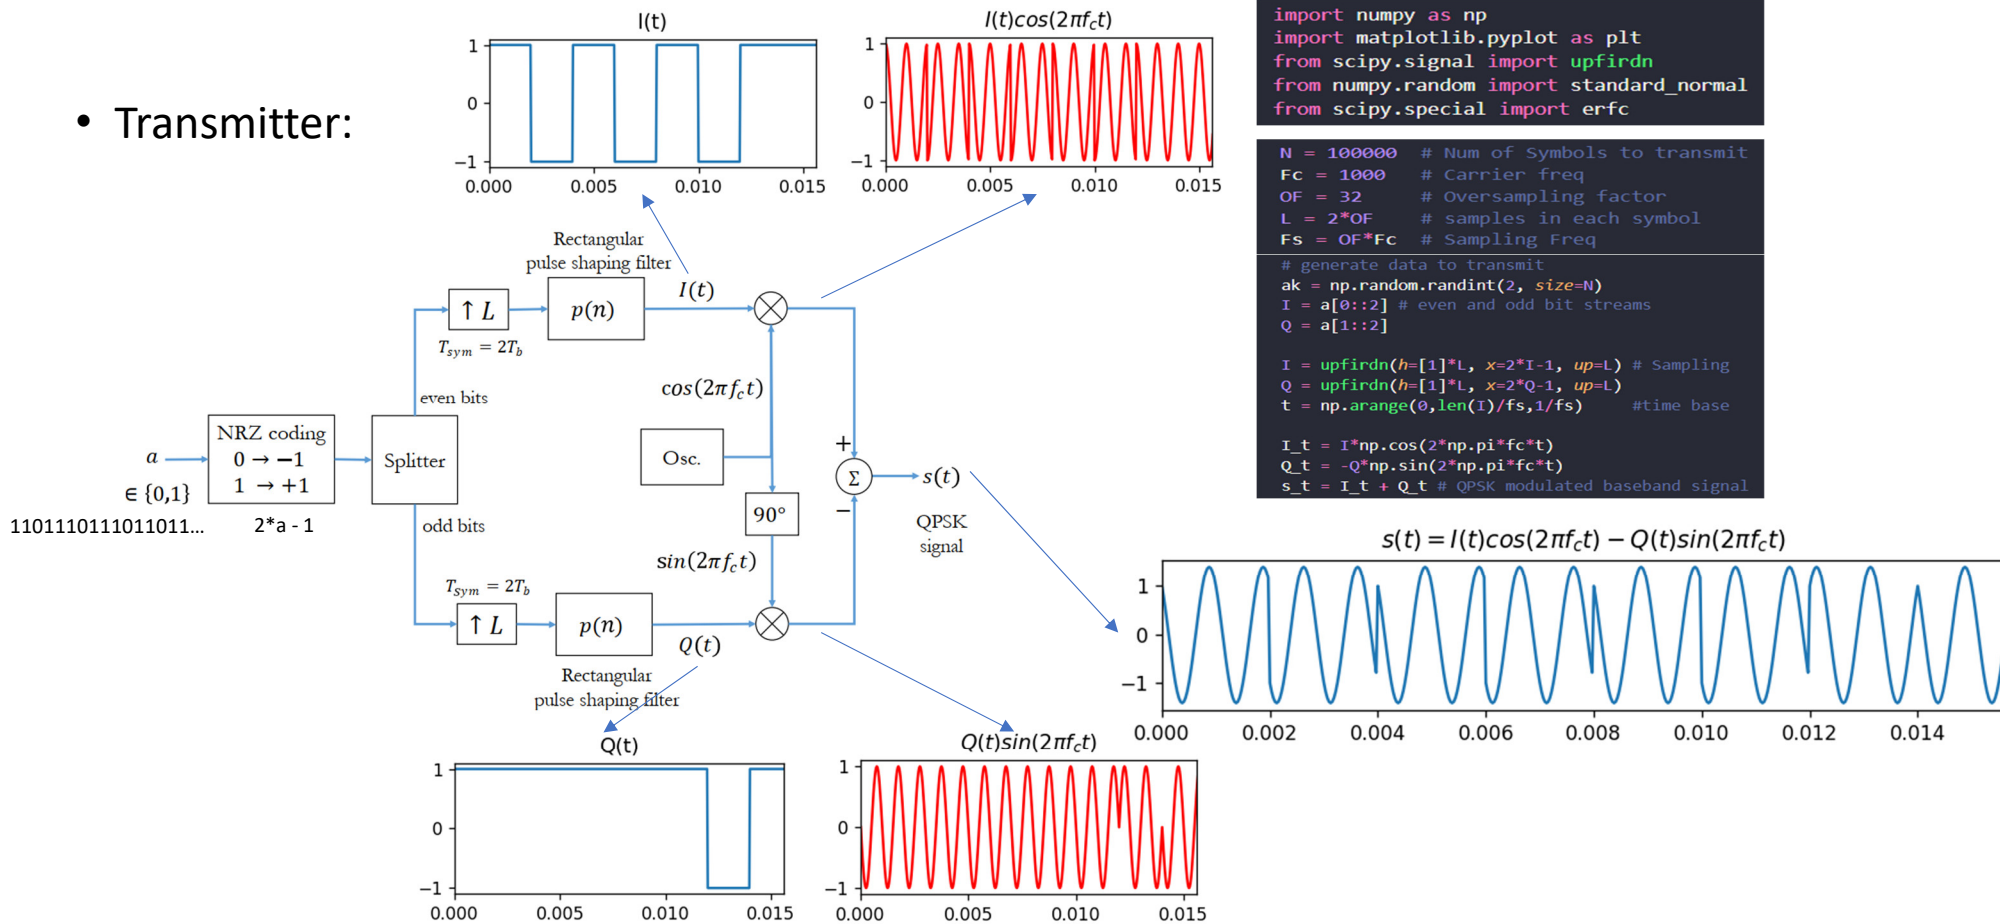 • Transmitter:
I(t)
1
0
−1
0.000 0.005 0.010 0.015
I(t)cos(2πf_ct)
1
0
−1
0.000 0.005 0.010 0.015
import numpy as np
import matplotlib.pyplot as plt
from scipy.signal import upfirdn
from numpy.random import standard_normal
from scipy.special import erfc
N = 100000 # Num of Symbols to transmit
Fc = 1000 # Carrier freq
OF = 32 # Oversampling factor
L = 2*OF # samples in each symbol
Fs = OF*Fc # Sampling Freq
# generate data to transmit
ak = np.random.randint(2, size=N)
I = a[0::2] # even and odd bit streams
Q = a[1::2]
I = upfirdn(h=[1]*L, x=2*I-1, up=L) # Sampling
Q = upfirdn(h=[1]*L, x=2*Q-1, up=L)
t = np.arange(0,len(I)/fs,1/fs) #time base
I_t = I*np.cos(2*np.pi*fc*t)
Q_t = -Q*np.sin(2*np.pi*fc*t)
s_t = I_t + Q_t # QPSK modulated baseband signal
Rectangular
pulse shaping filter
↑ L
p(n)
I(t)
T_sym = 2T_b
cos(2πf_ct)
even bits
a
NRZ coding
0 → −1
1 → +1
Splitter
Osc.
+
Σ
s(t)
−
∈ {0,1}
1101110111011011...
2*a - 1
odd bits
90°
QPSK
signal
sin(2πf_ct)
T_sym = 2T_b
↑ L
p(n)
Q(t)
Rectangular
pulse shaping filter
s(t) = I(t)cos(2πf_ct) − Q(t)sin(2πf_ct)
1
0
−1
0.000 0.002 0.004 0.006 0.008 0.010 0.012 0.014
Q(t)
1
0
−1
0.000 0.005 0.010 0.015
Q(t)sin(2πf_ct)
1
0
−1
0.000 0.005 0.010 0.015